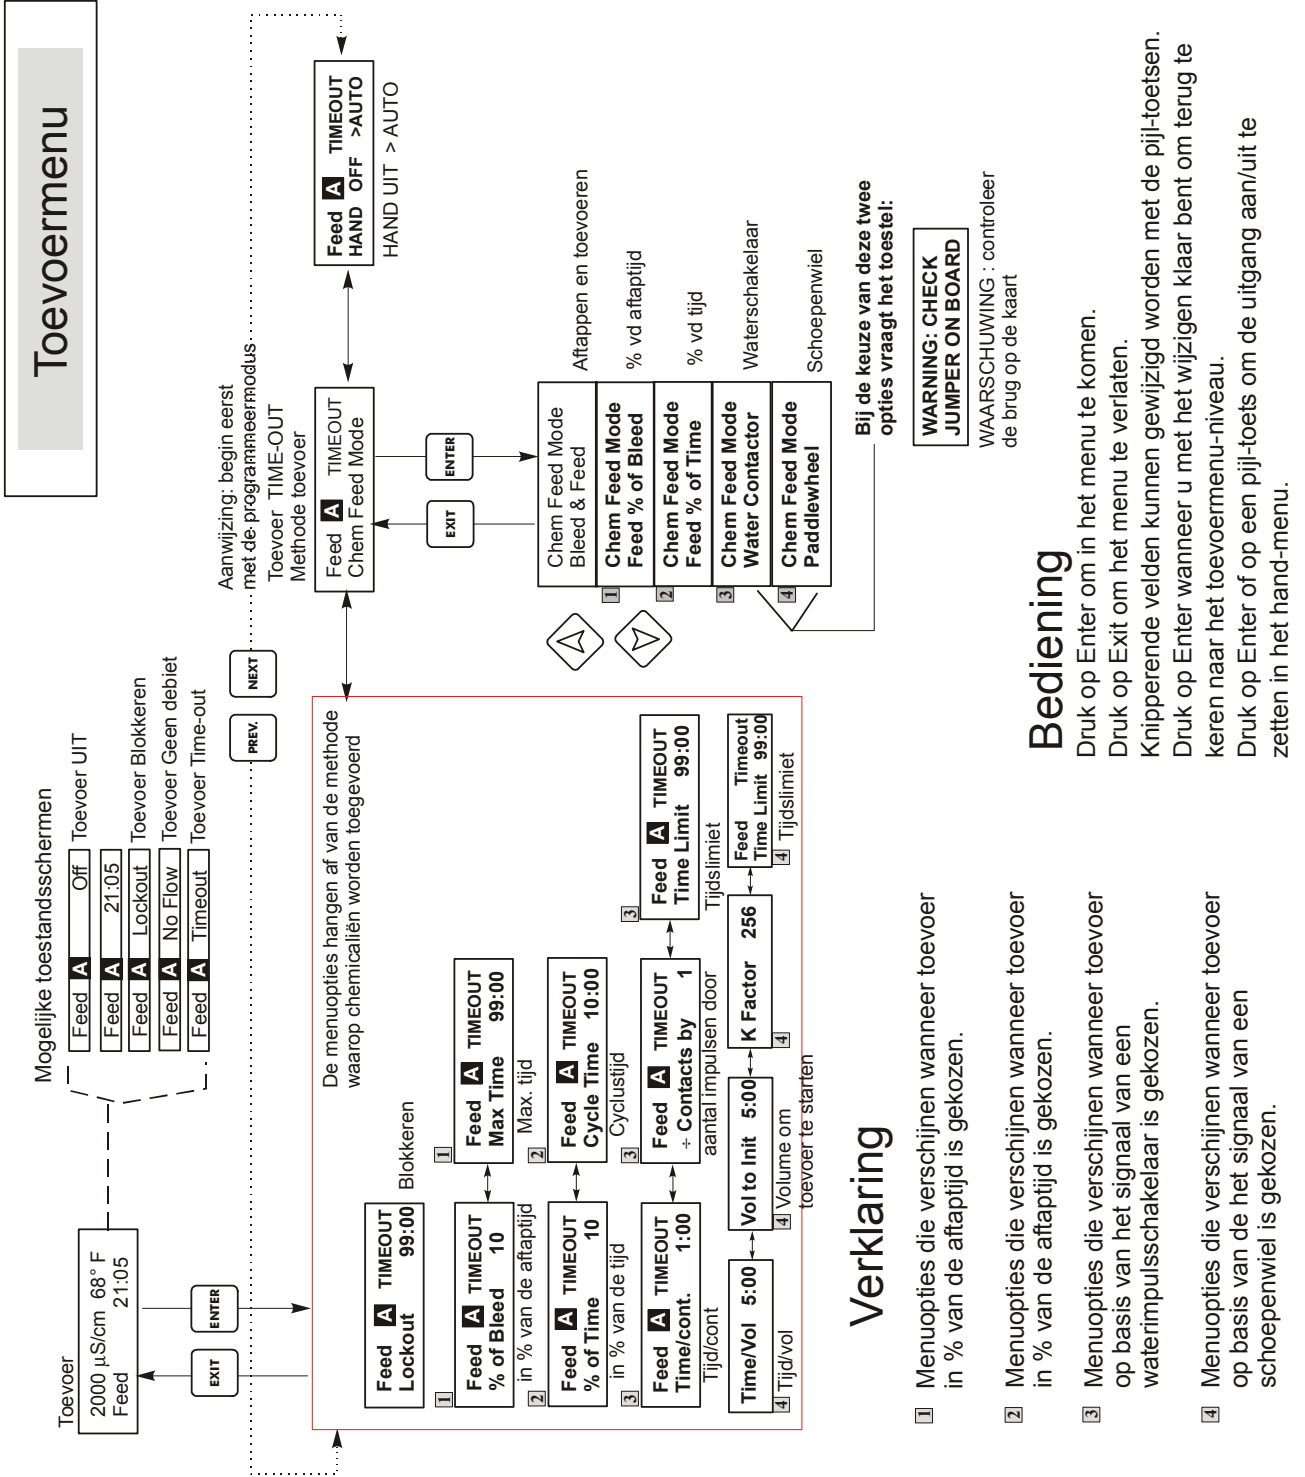 Toevoermenu
Toevoer
2000 µS/cm 68° F
Feed 21:05
EXIT
ENTER
Mogelijke toestandsschermen
Feed A Off
Toevoer UIT
Feed A 21:05
Feed A Lockout
Toevoer Blokkeren
Feed A No Flow
Toevoer Geen debiet
Feed A Timeout
Toevoer Time-out
PREV.
NEXT
Aanwijzing: begin eerst
met de programmeermodus
Toevoer TIME-OUT
Methode toevoer
Feed A TIMEOUT
Chem Feed Mode
Feed A TIMEOUT
HAND OFF >AUTO
HAND UIT > AUTO
EXIT
ENTER
De menuopties hangen af van de methode
waarop chemicaliën worden toegevoerd
Feed A TIMEOUT
Lockout 99:00
Blokkeren
1
Feed A TIMEOUT
% of Bleed 10
in % van de aftaptijd
1
Feed A TIMEOUT
Max Time 99:00
Max. tijd
2
Feed A TIMEOUT
% of Time 10
in % van de tijd
2
Feed A TIMEOUT
Cycle Time 10:00
Cyclustijd
3
Feed A TIMEOUT
Time/cont. 1:00
Tijd/cont
3
Feed A TIMEOUT
÷ Contacts by 1
aantal impulsen door
3
Feed A TIMEOUT
Time Limit 99:00
Tijdslimiet
Time/Vol 5:00
4 Tijd/vol
Vol to Init 5:00
4 Volume om
toevoer te starten
4
K Factor 256
Feed Timeout
Time Limit 99:00
4 Tijdslimiet
Chem Feed Mode
Bleed & Feed
Aftappen en toevoeren
1
Chem Feed Mode
Feed % of Bleed
% vd aftaptijd
2
Chem Feed Mode
Feed % of Time
% vd tijd
3
Chem Feed Mode
Water Contactor
Waterschakelaar
4
Chem Feed Mode
Paddlewheel
Schoepenwiel
Bij de keuze van deze twee
opties vraagt het toestel:
WARNING: CHECK
JUMPER ON BOARD
WAARSCHUWING : controleer
de brug op de kaart
Verklaring
1 Menuopties die verschijnen wanneer toevoer
in % van de aftaptijd is gekozen.
2 Menuopties die verschijnen wanneer toevoer
in % van de aftaptijd is gekozen.
3 Menuopties die verschijnen wanneer toevoer
op basis van het signaal van een
waterimpulsschakelaar is gekozen.
4 Menuopties die verschijnen wanneer toevoer
op basis van de het signaal van een
schoepenwiel is gekozen.
Bediening
Druk op Enter om in het menu te komen.
Druk op Exit om het menu te verlaten.
Knipperende velden kunnen gewijzigd worden met de pijl-toetsen.
Druk op Enter wanneer u met het wijzigen klaar bent om terug te
keren naar het toevoermenu-niveau.
Druk op Enter of op een pijl-toets om de uitgang aan/uit te
zetten in het hand-menu.